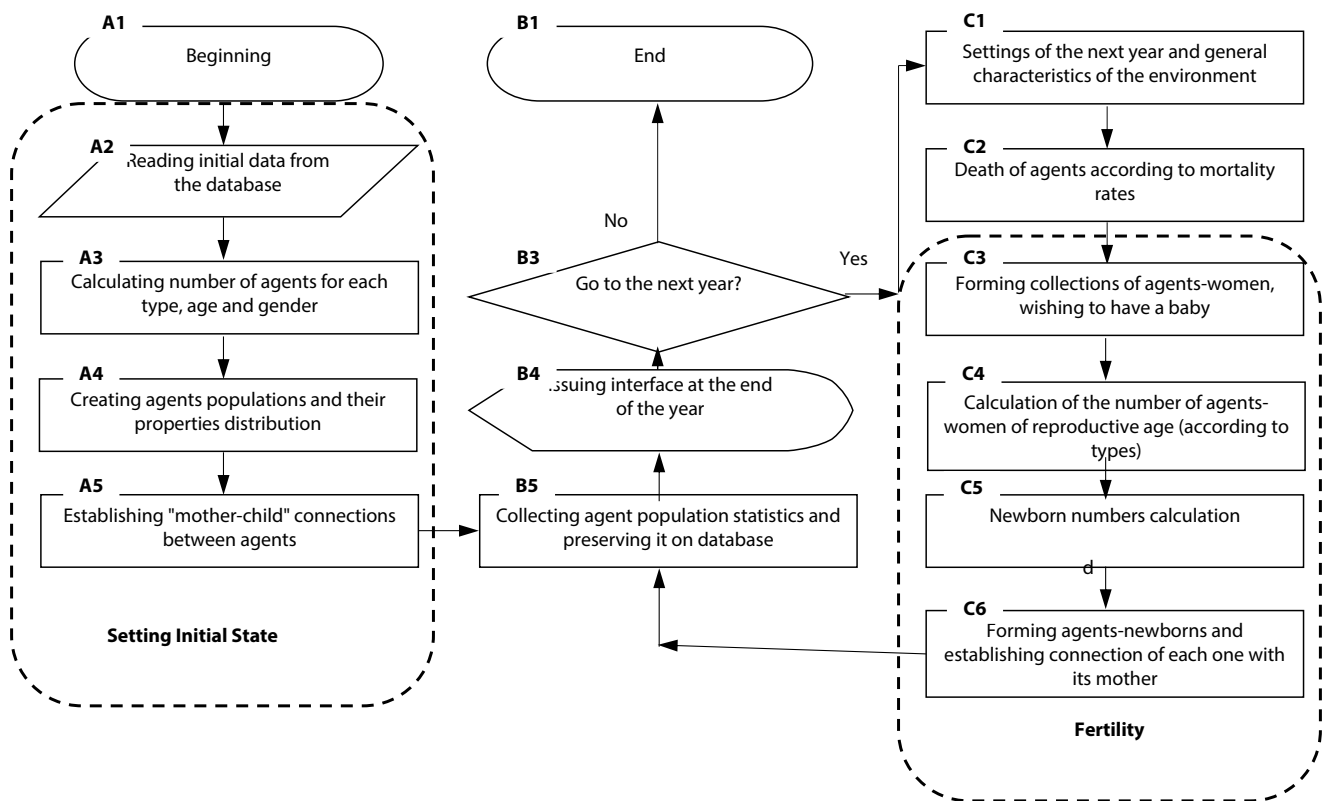 A1
Beginning
A2
Reading initial data from
the database
A3
Calculating number of agents for each
type, age and gender
A4
Creating agents populations and their
properties distribution
A5
Establishing "mother-child" connections
between agents
Setting Initial State
B1
End
No
Yes
B3
Go to the next year?
B4
Issuing interface at the end
of the year
B5
Collecting agent population statistics and
preserving it on database
C1
Settings of the next year and general
characteristics of the environment
C2
Death of agents according to mortality
rates
C3
Forming collections of agents-women,
wishing to have a baby
C4
Calculation of the number of agents-
women of reproductive age (according to
types)
C5
Newborn numbers calculation
d
C6
Forming agents-newborns and
establishing connection of each one with
its mother
Fertility